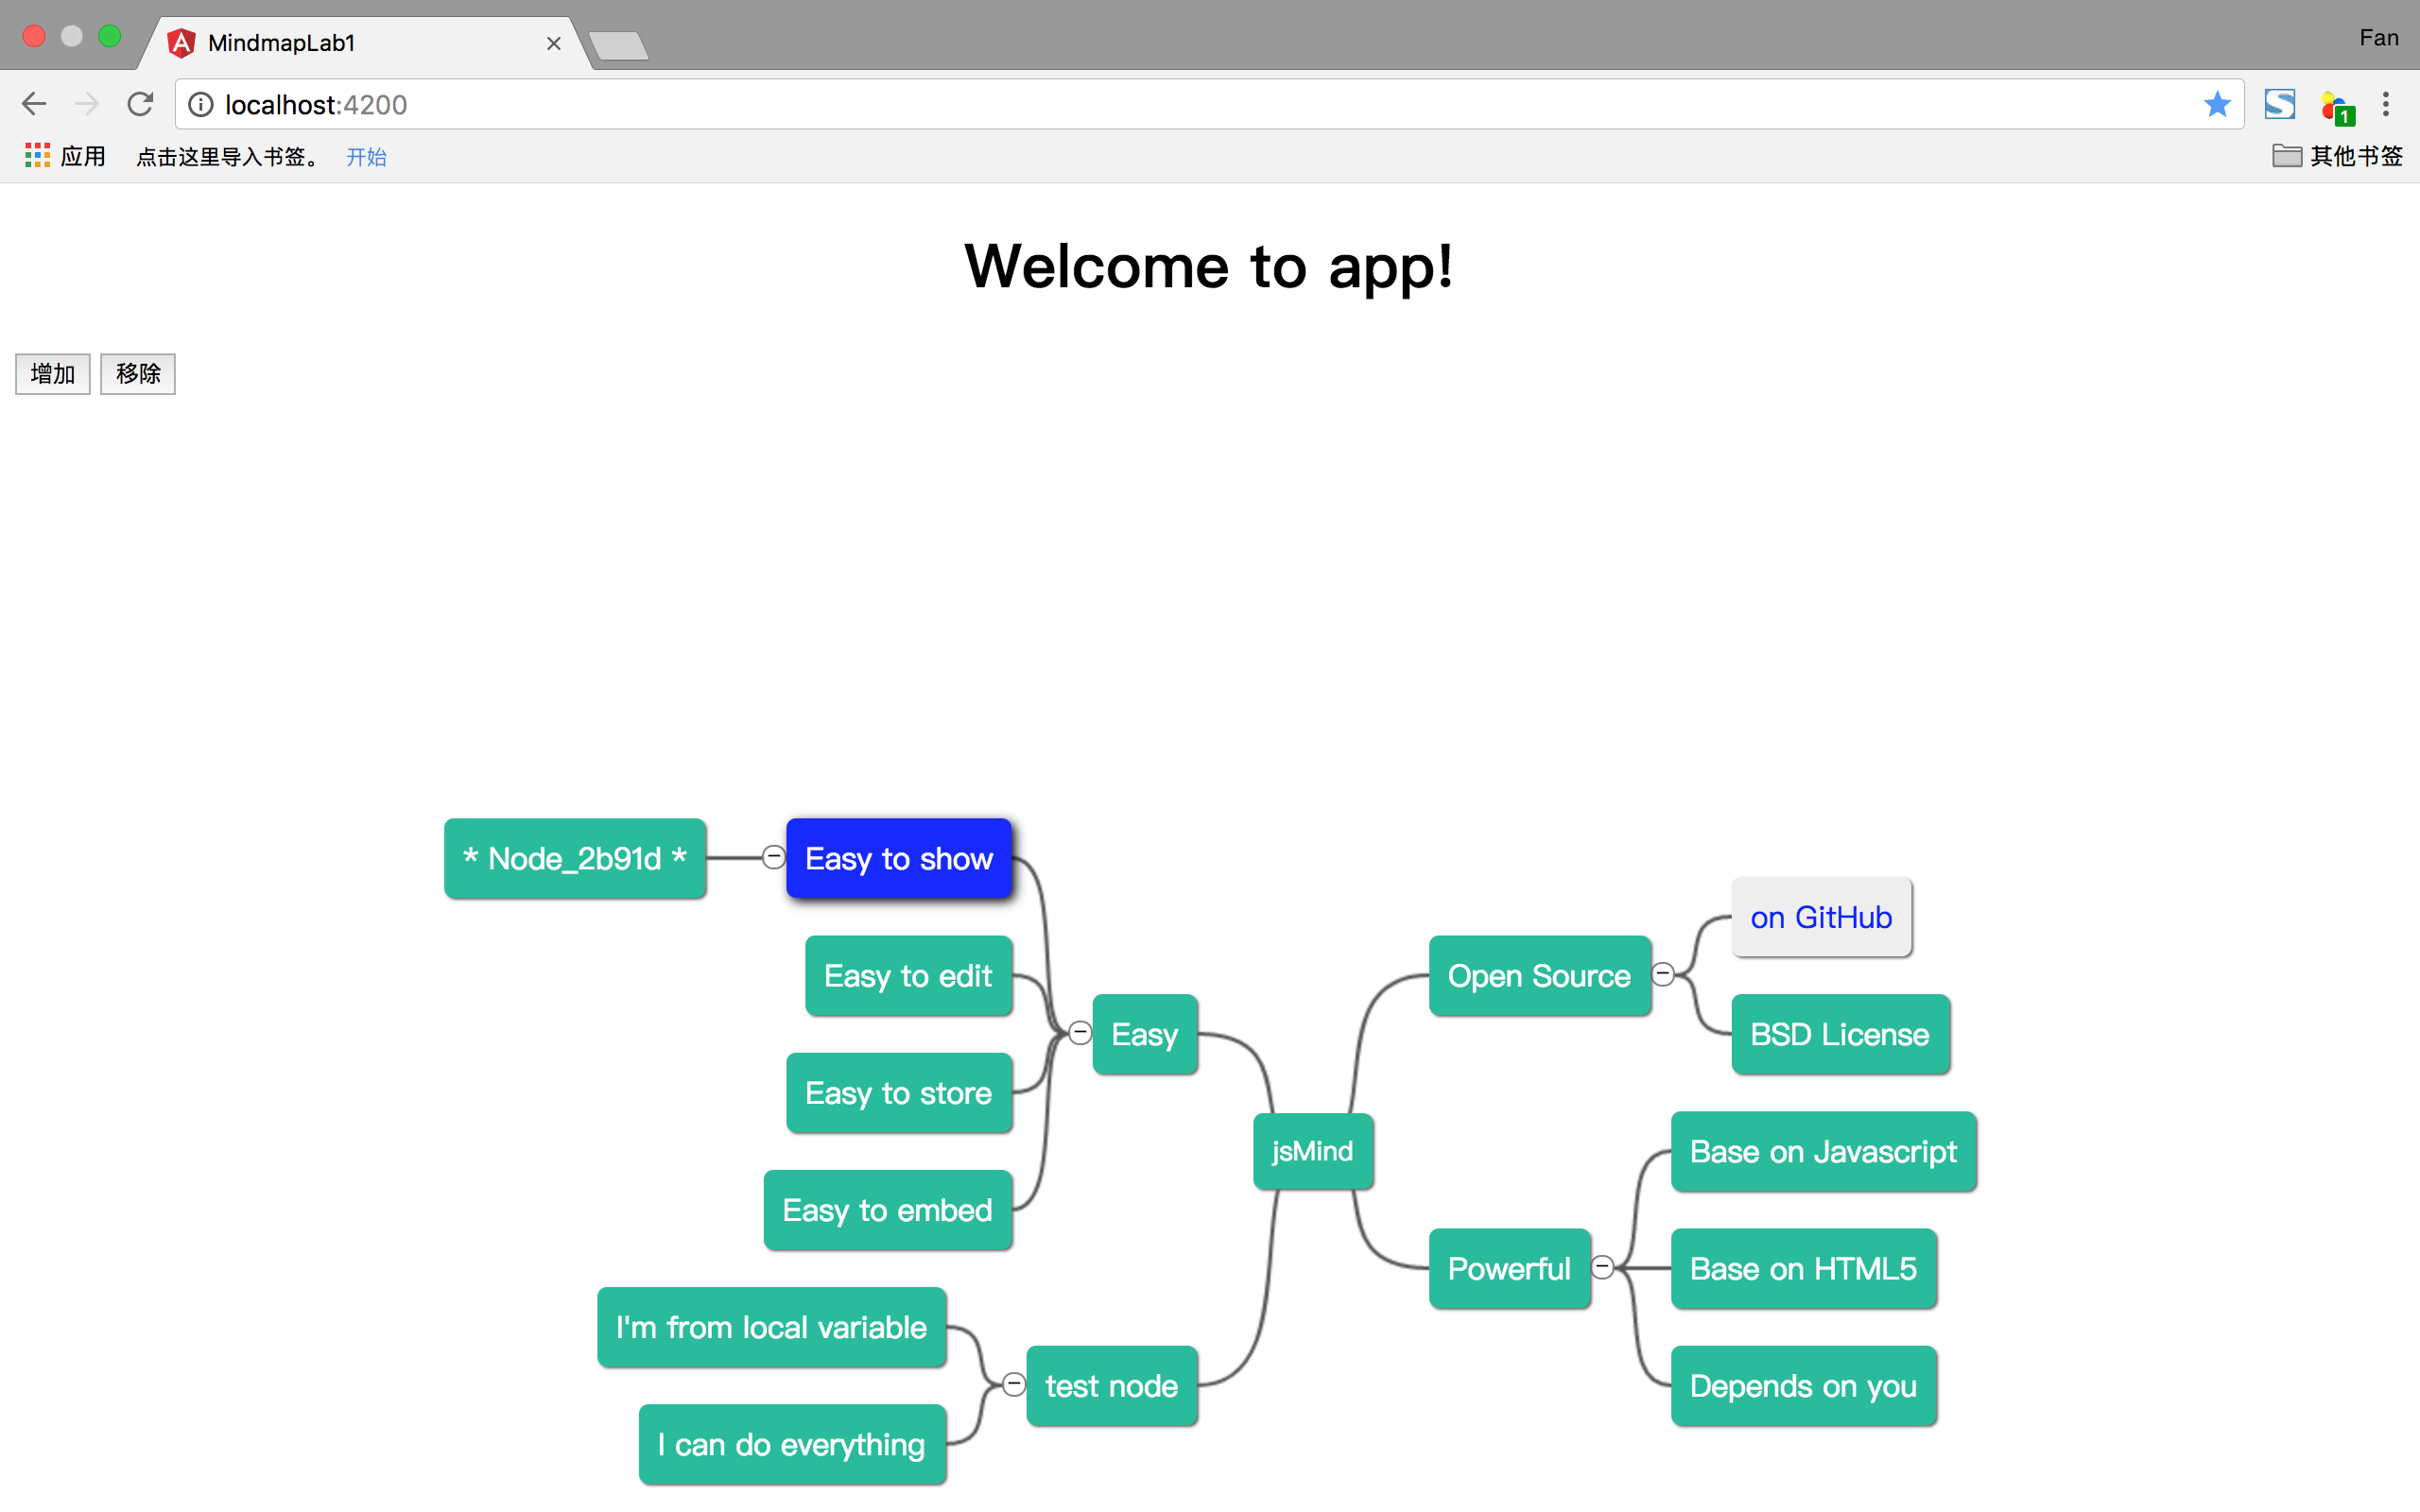 MindmapLab1
Fan
localhost:4200
1
应用
点击这里导入书签。
开始
其他书签
Welcome to app!
增加
移除
* Node_2b91d *
Easy to show
Easy to edit
Easy to store
Easy to embed
Easy
I'm from local variable
I can do everything
test node
jsMind
Open Source
on GitHub
BSD License
Powerful
Base on Javascript
Base on HTML5
Depends on you